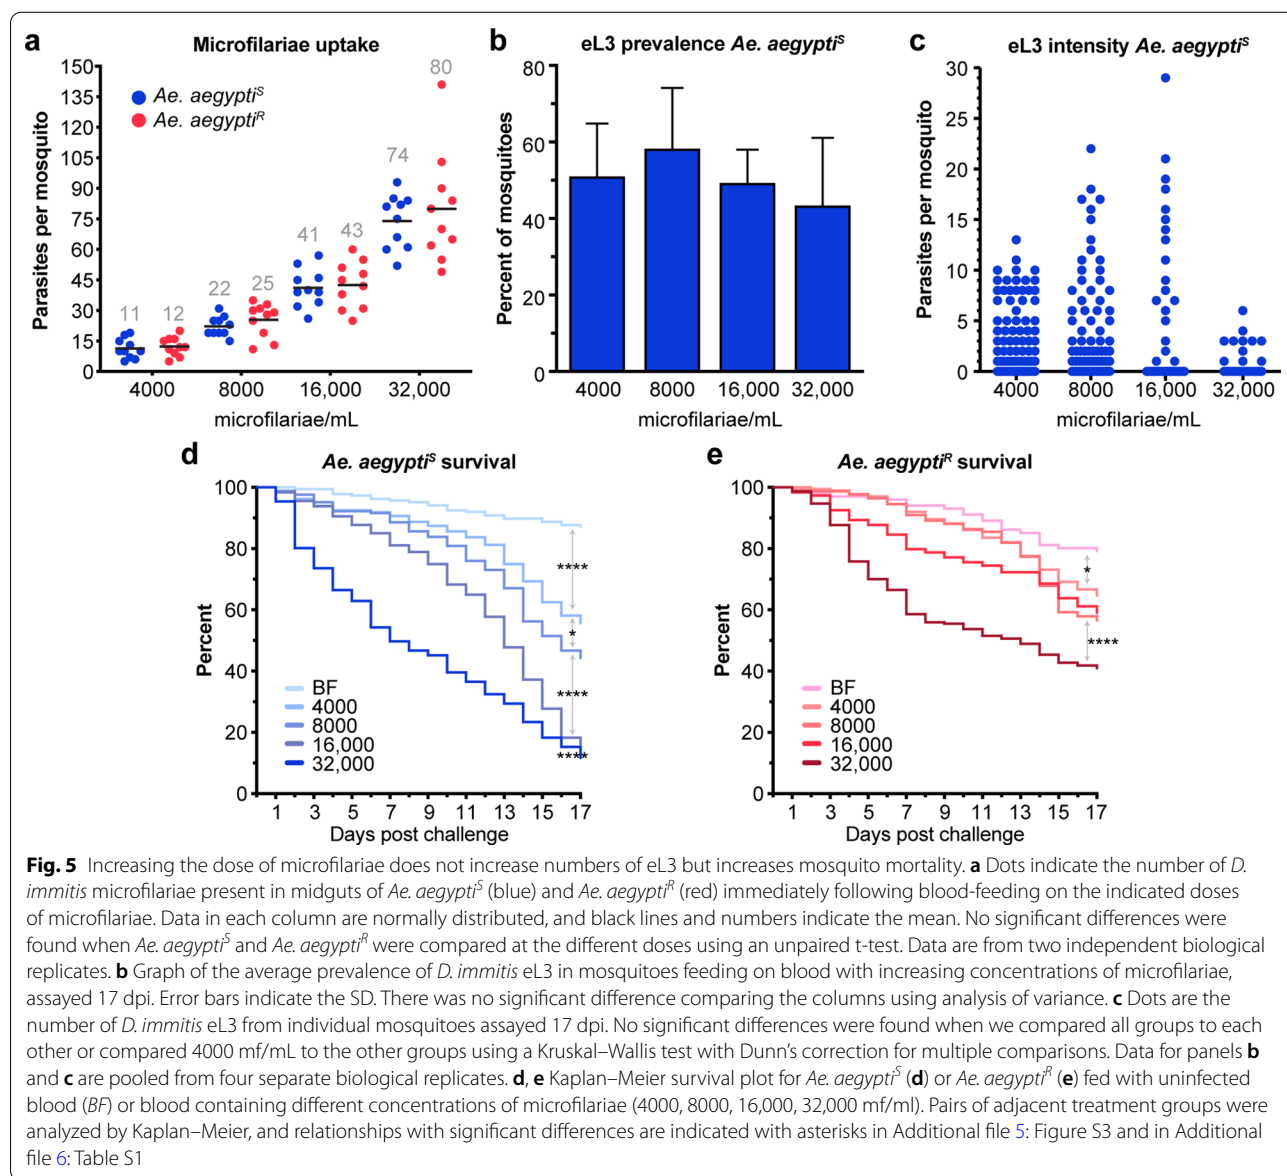 a
Microfilariae uptake
Parasites per mosquito
150
135
120
105
90
75
60
45
30
15
0
Ae. aegypti^S
Ae. aegypti^R
11
12
22
25
41
43
74
80
4000
8000
16,000
32,000
microfilariae/mL
b
eL3 prevalence Ae. aegypti^S
Percent of mosquitoes
80
60
40
20
0
4000
8000
16,000
32,000
microfilariae/mL
c
eL3 intensity Ae. aegypti^S
Parasites per mosquito
30
25
20
15
10
5
0
4000
8000
16,000
32,000
microfilariae/mL
d
Ae. aegypti^S survival
Percent
100
80
60
40
20
0
BF
4000
8000
16,000
32,000
****
*
****
****
1 3 5 7 9 11 13 15 17
Days post challenge
e
Ae. aegypti^R survival
Percent
100
80
60
40
20
0
BF
4000
8000
16,000
32,000
*
****
1 3 5 7 9 11 13 15 17
Days post challenge
Fig. 5 Increasing the dose of microfilariae does not increase numbers of eL3 but increases mosquito mortality. a Dots indicate the number of D.
immitis microfilariae present in midguts of Ae. aegypti^S (blue) and Ae. aegypti^R (red) immediately following blood-feeding on the indicated doses
of microfilariae. Data in each column are normally distributed, and black lines and numbers indicate the mean. No significant differences were
found when Ae. aegypti^S and Ae. aegypti^R were compared at the different doses using an unpaired t-test. Data are from two independent biological
replicates. b Graph of the average prevalence of D. immitis eL3 in mosquitoes feeding on blood with increasing concentrations of microfilariae,
assayed 17 dpi. Error bars indicate the SD. There was no significant difference comparing the columns using analysis of variance. c Dots are the
number of D. immitis eL3 from individual mosquitoes assayed 17 dpi. No significant differences were found when we compared all groups to each
other or compared 4000 mf/mL to the other groups using a Kruskal–Wallis test with Dunn's correction for multiple comparisons. Data for panels b
and c are pooled from four separate biological replicates. d, e Kaplan–Meier survival plot for Ae. aegypti^S (d) or Ae. aegypti^R (e) fed with uninfected
blood (BF) or blood containing different concentrations of microfilariae (4000, 8000, 16,000, 32,000 mf/ml). Pairs of adjacent treatment groups were
analyzed by Kaplan–Meier, and relationships with significant differences are indicated with asterisks in Additional file 5: Figure S3 and in Additional
file 6: Table S1